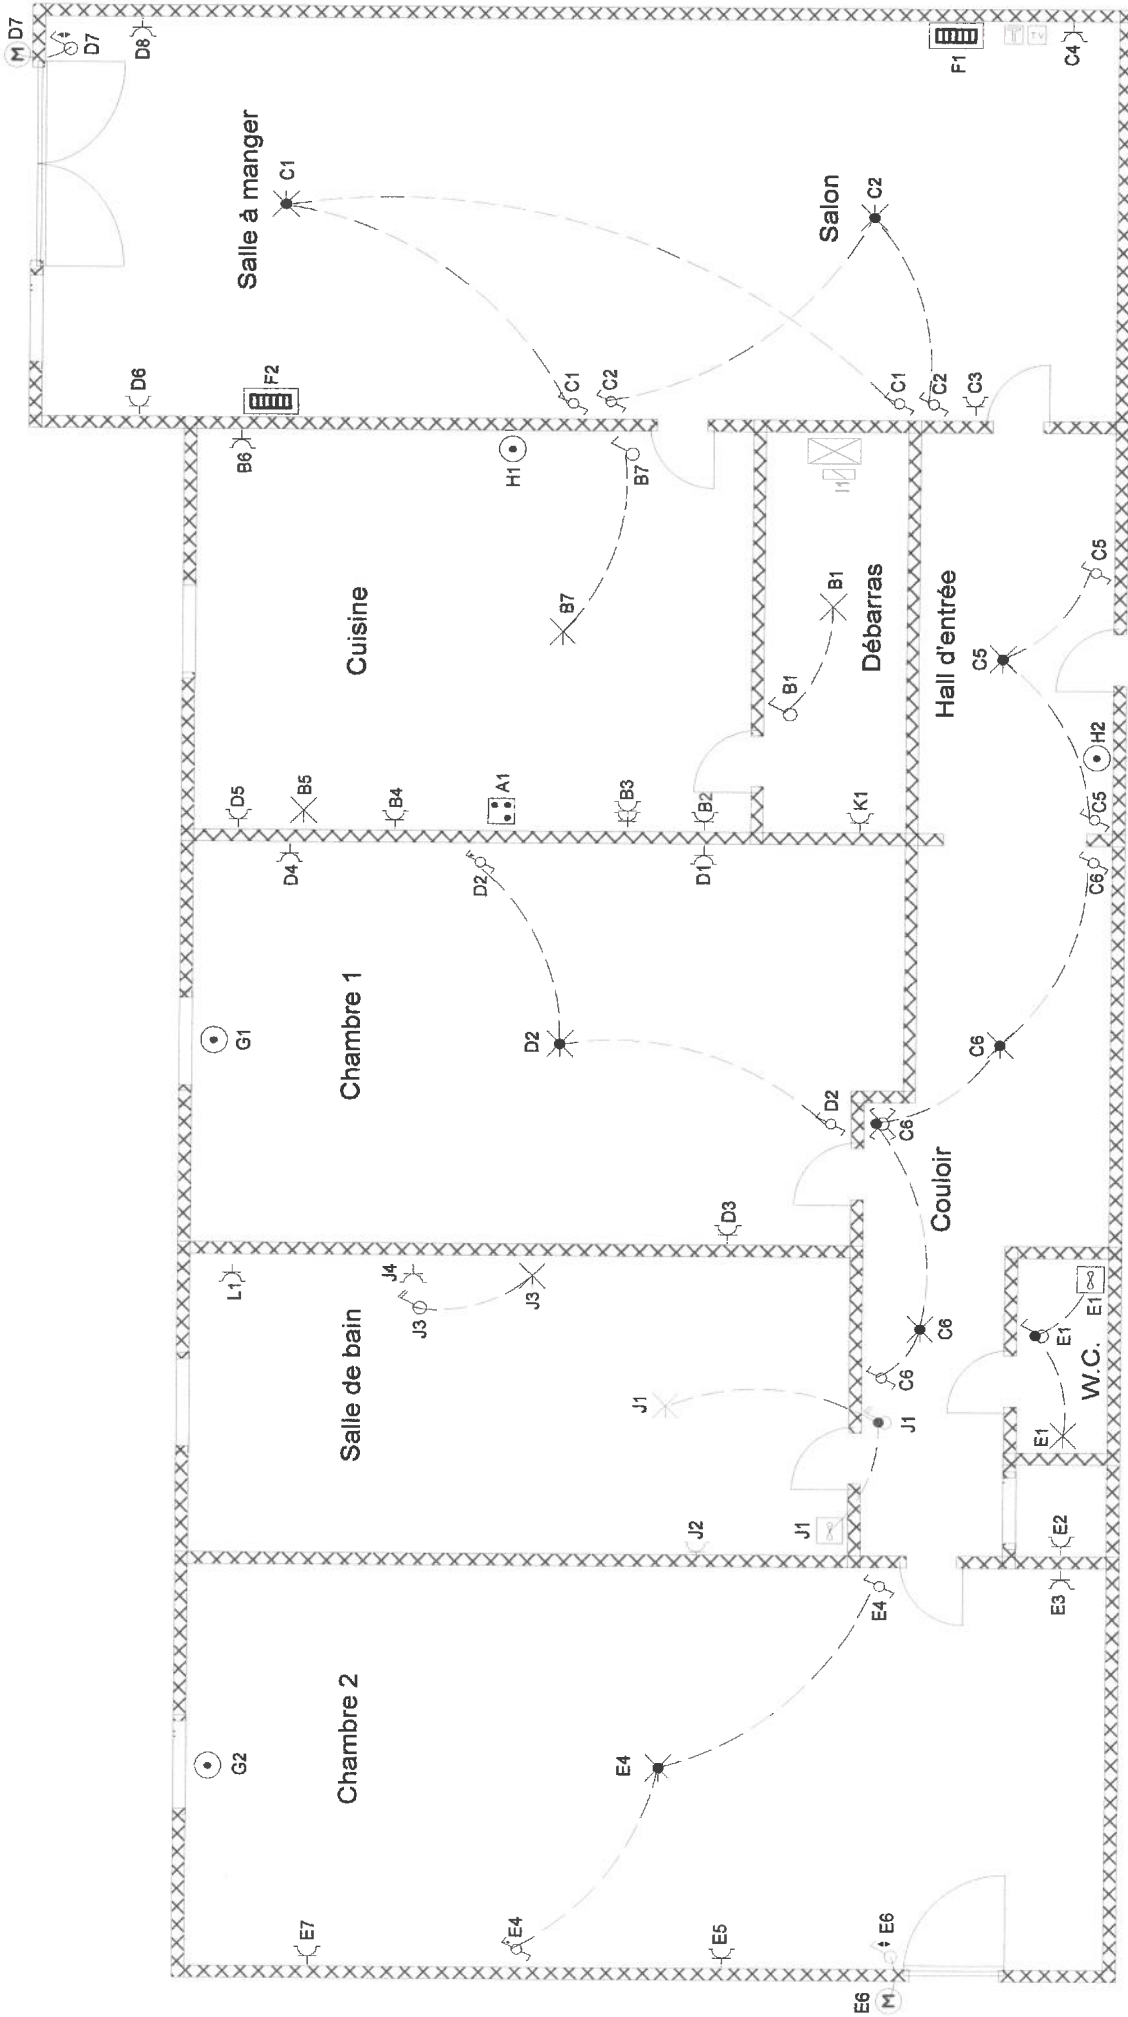 E6
M
E6
E7
E4
E5
E4
E4
E3
G2
Chambre 2
L1
J4
J3
J3
J1
J2
J1
J1
Salle de bain
E2
E1
E1
E1
W.C.
G1
Chambre 1
D4
D2
D1
D2
D2
D3
C6
C6
C6
C6
C6
Couloir
D5
B5
B4
A1
B3
B2
B6
H1
B7
B7
Cuisine
K1
B1
B1
I1
Débarras
H2
C5
C5
C5
Hall d'entrée
D6
F2
C1
C2
C1
C2
C3
Salle à manger
C1
Salon
C2
D7
M
D7
D8
F1
TV
C4